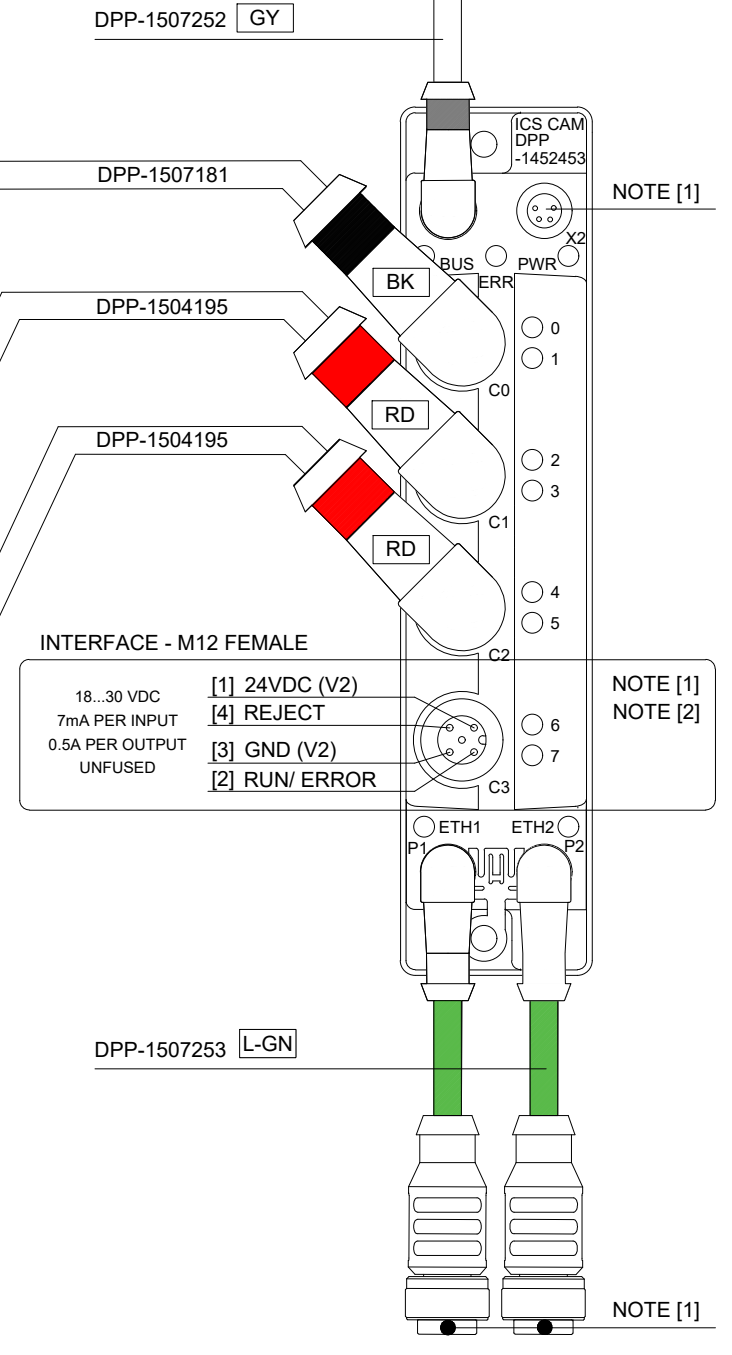 DPP-1507252 GY
ICS CAM
DPP
-1452453
DPP-1507181
NOTE [1]
X2
BUS
ERR
PWR
BK
0
1
C0
DPP-1504195
RD
2
3
C1
DPP-1504195
RD
4
5
C2
INTERFACE - M12 FEMALE
18...30 VDC
7mA PER INPUT
0.5A PER OUTPUT
UNFUSED
[1] 24VDC (V2)
[4] REJECT
[3] GND (V2)
[2] RUN/ ERROR
NOTE [1]
NOTE [2]
6
7
C3
ETH1
ETH2
P1
P2
DPP-1507253 L-GN
NOTE [1]